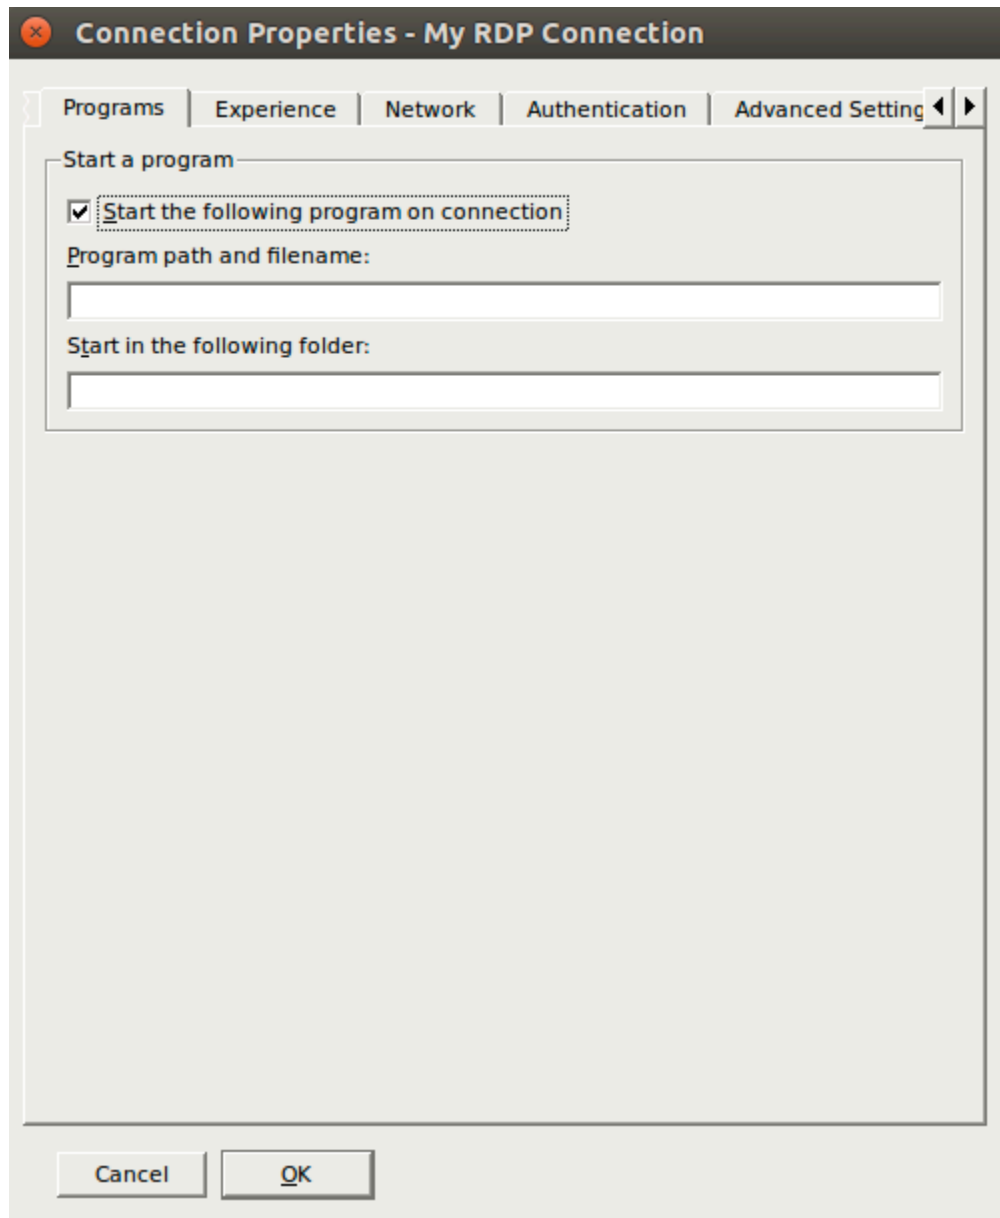 Connection Properties - My RDP Connection
Programs Experience Network Authentication Advanced Setting
Start a program
Start the following program on connection
Program path and filename:
Start in the following folder:
Cancel OK